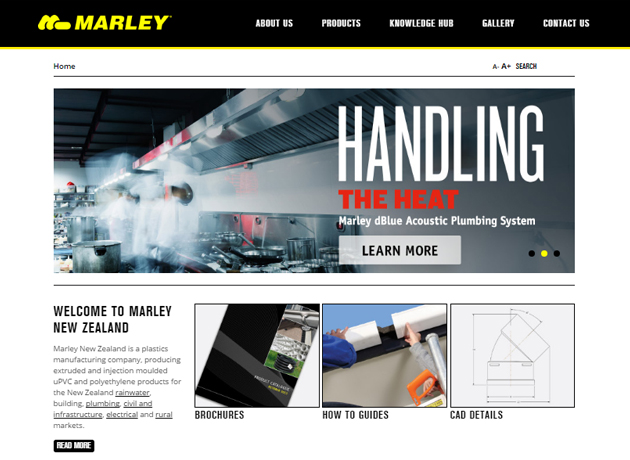 MARLEY
ABOUT US PRODUCTS KNOWLEDGE HUB GALLERY CONTACT US
Home
A- A+ SEARCH
HANDLING
THE HEAT
Marley dBlue Acoustic Plumbing System
LEARN MORE
WELCOME TO MARLEY
NEW ZEALAND
Marley New Zealand is a plastics
manufacturing company, producing
extruded and injection moulded
uPVC and polyethylene products for
the New Zealand rainwater,
building, plumbing, civil and
infrastructure, electrical and rural
markets.
READ MORE
PRODUCT CATALOGUE
BROCHURES
HOW TO GUIDES
CAD DETAILS